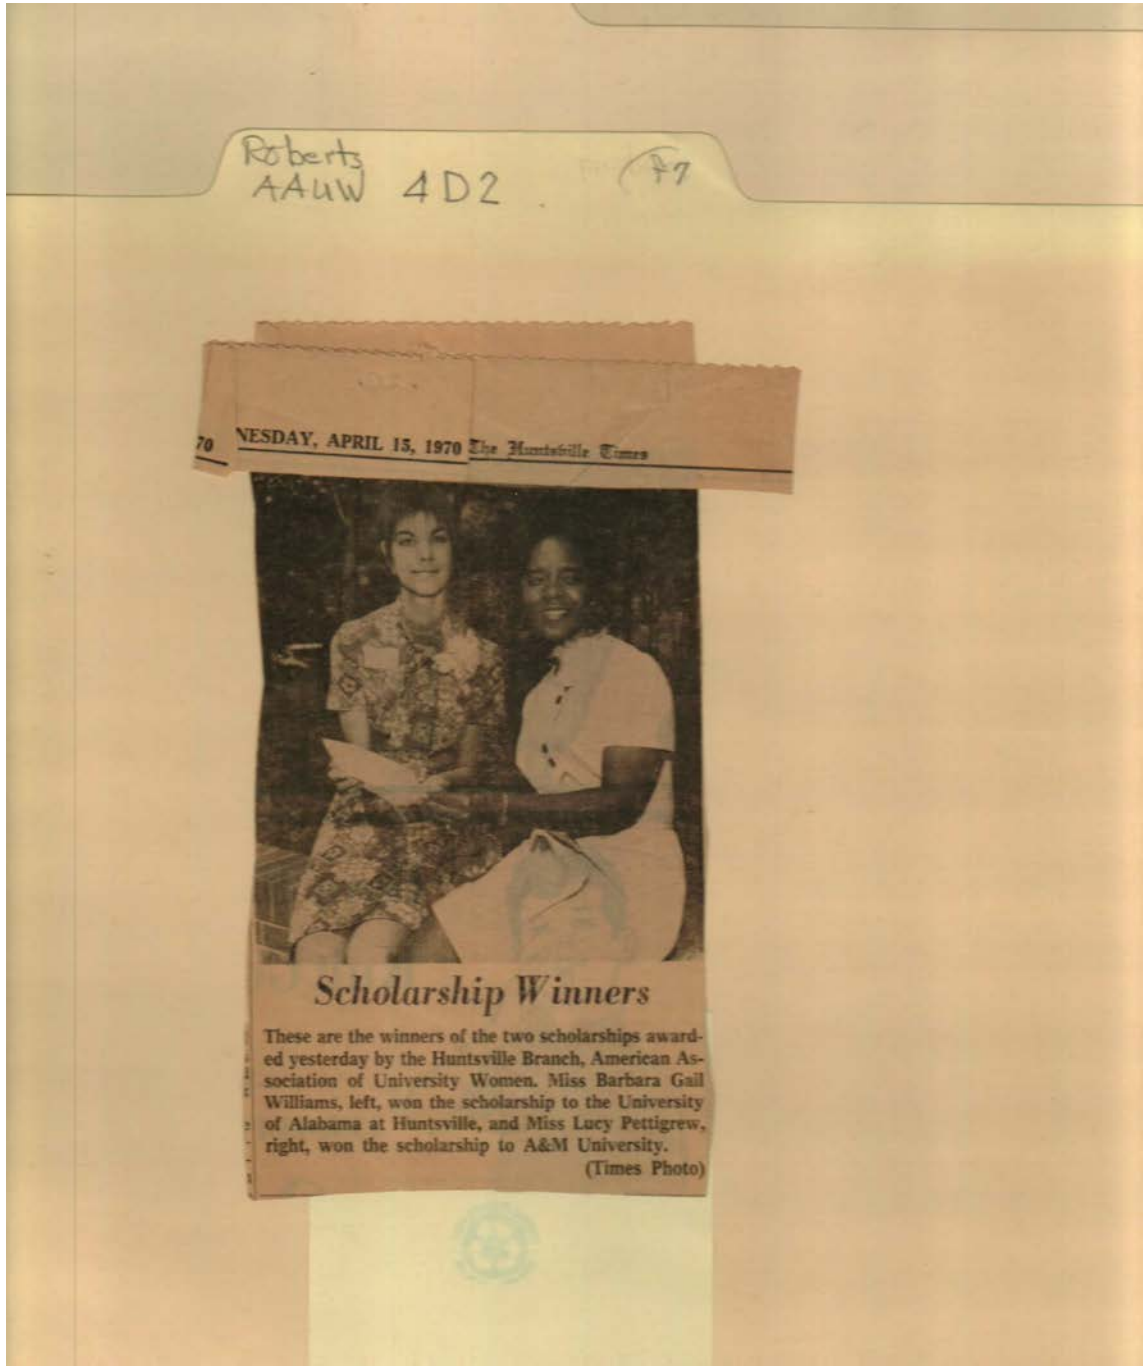 Roberts
AAUW 4D2
F7
70 NESDAY, APRIL 15, 1970 The Huntsville Times
Scholarship Winners
These are the winners of the two scholarships award-
ed yesterday by the Huntsville Branch, American As-
sociation of University Women. Miss Barbara Gail
Williams, left, won the scholarship to the University
of Alabama at Huntsville, and Miss Lucy Pettigrew,
right, won the scholarship to A&M University.
(Times Photo)